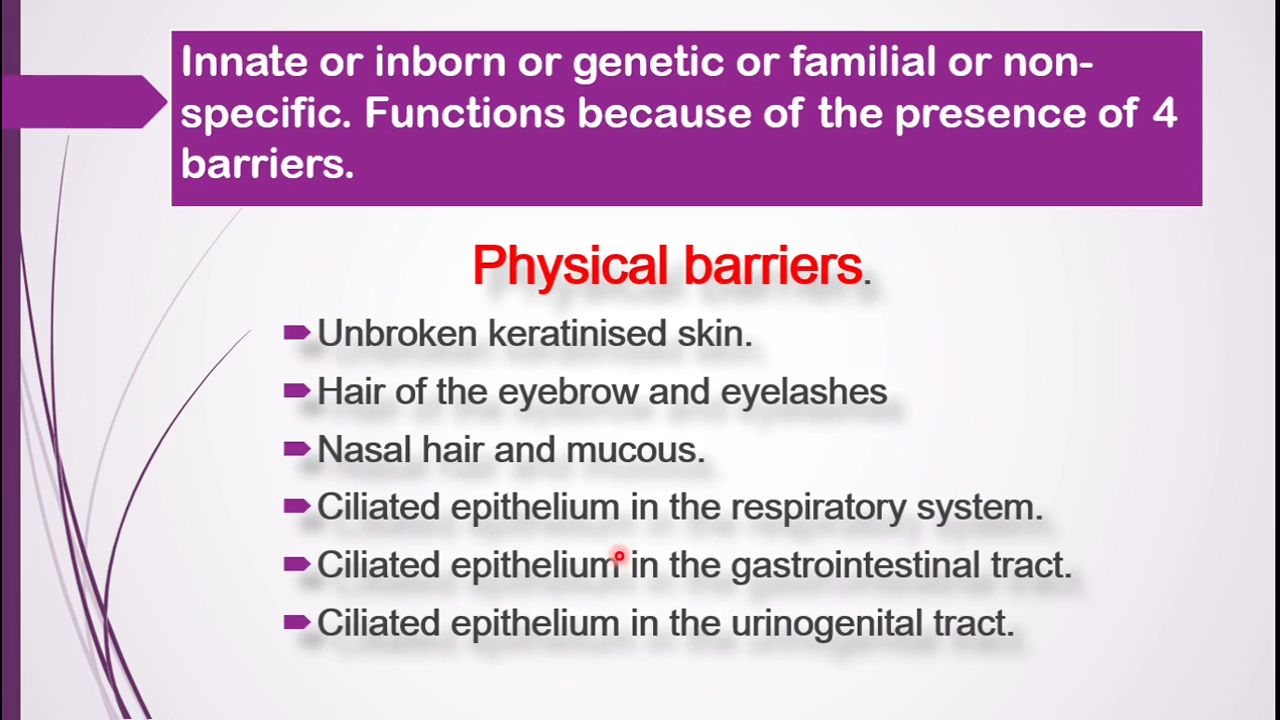 Innate or inborn or genetic or familial or non-
specific. Functions because of the presence of 4
barriers.
Physical barriers.
Unbroken keratinised skin.
Hair of the eyebrow and eyelashes
Nasal hair and mucous.
Ciliated epithelium in the respiratory system.
Ciliated epithelium in the gastrointestinal tract.
Ciliated epithelium in the urinogenital tract.